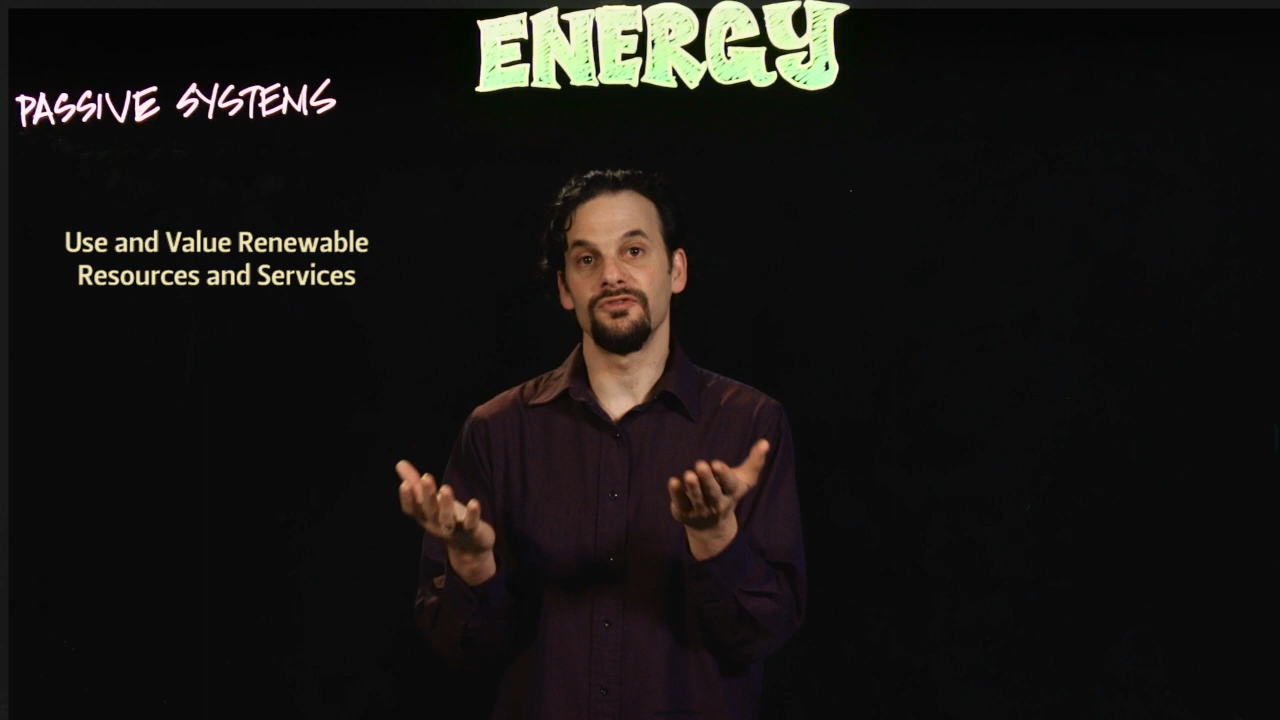 ENERGY
PASSIVE SYSTEMS
Use and Value Renewable
Resources and Services